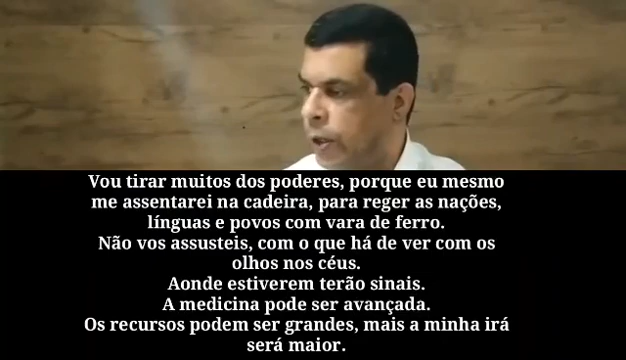 Vou tirar muitos dos poderes, porque eu mesmo
me assentarei na cadeira, para reger as nações,
línguas e povos com vara de ferro.
Não vos assusteis, com o que há de ver com os
olhos nos céus.
Aonde estiverem terão sinais.
A medicina pode ser avançada.
Os recursos podem ser grandes, mais a minha irá
será maior.